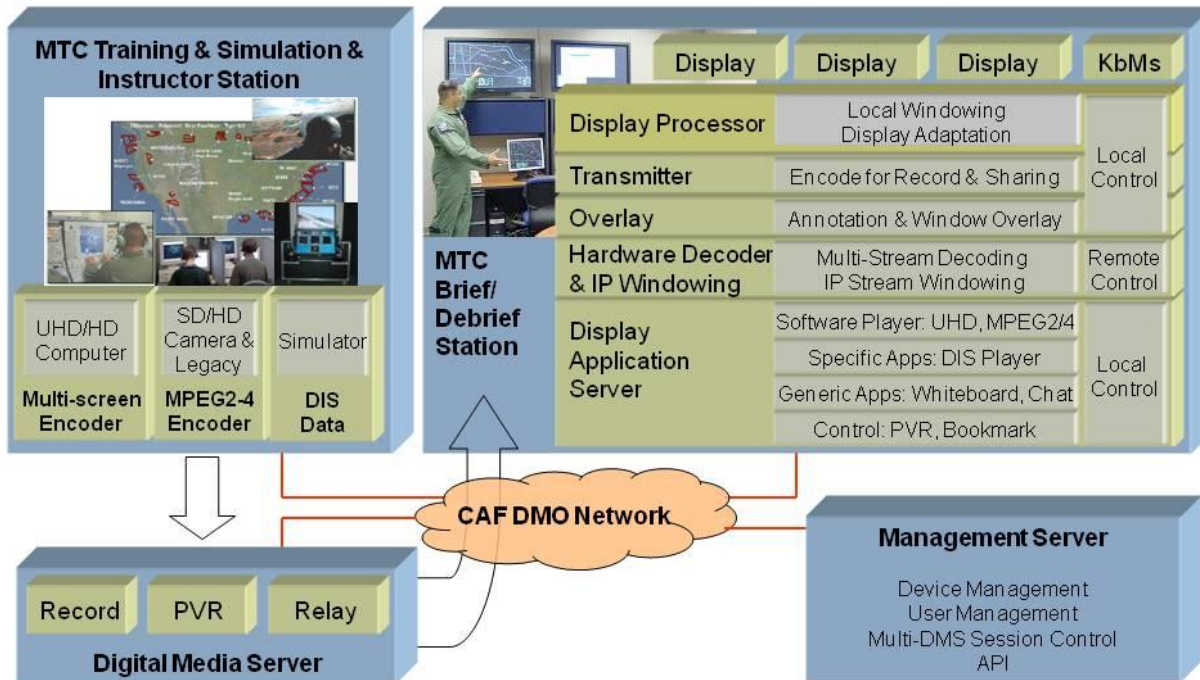 MTC Training & Simulation &
Instructor Station
UHD/HD
Computer
Multi-screen
Encoder
SD/HD
Camera &
Legacy
MPEG2-4
Encoder
Simulator
DIS
Data
Display
Display
Display
KbMs
MTC
Brief/
Debrief
Station
Display Processor
Local Windowing
Display Adaptation
Transmitter
Encode for Record & Sharing
Overlay
Annotation & Window Overlay
Local
Control
Hardware Decoder
& IP Windowing
Multi-Stream Decoding
IP Stream Windowing
Remote
Control
Display
Application
Server
Software Player: UHD, MPEG2/4
Specific Apps: DIS Player
Generic Apps: Whiteboard, Chat
Control: PVR, Bookmark
Local
Control
CAF DMO Network
Record
PVR
Relay
Digital Media Server
Management Server
Device Management
User Management
Multi-DMS Session Control
API